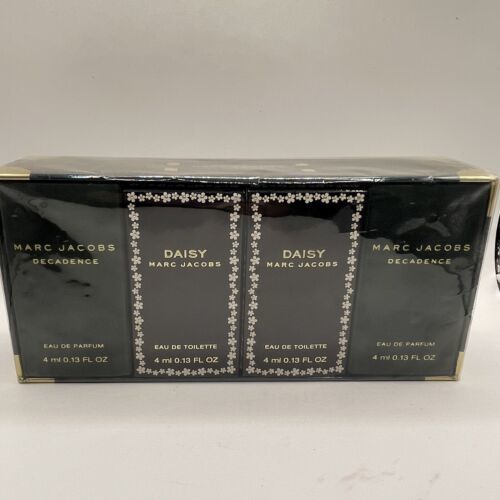 MARC JACOBS
DECADENCE
EAU DE PARFUM
4 ml 0.13 FL OZ
DAISY
MARC JACOBS
EAU DE TOILETTE
4 ml 0.13 FL OZ
DAISY
MARC JACOBS
EAU DE TOILETTE
4 ml 0.13 FL OZ
MARC JACOBS
DECADENCE
EAU DE PARFUM
4 ml 0.13 FL OZ